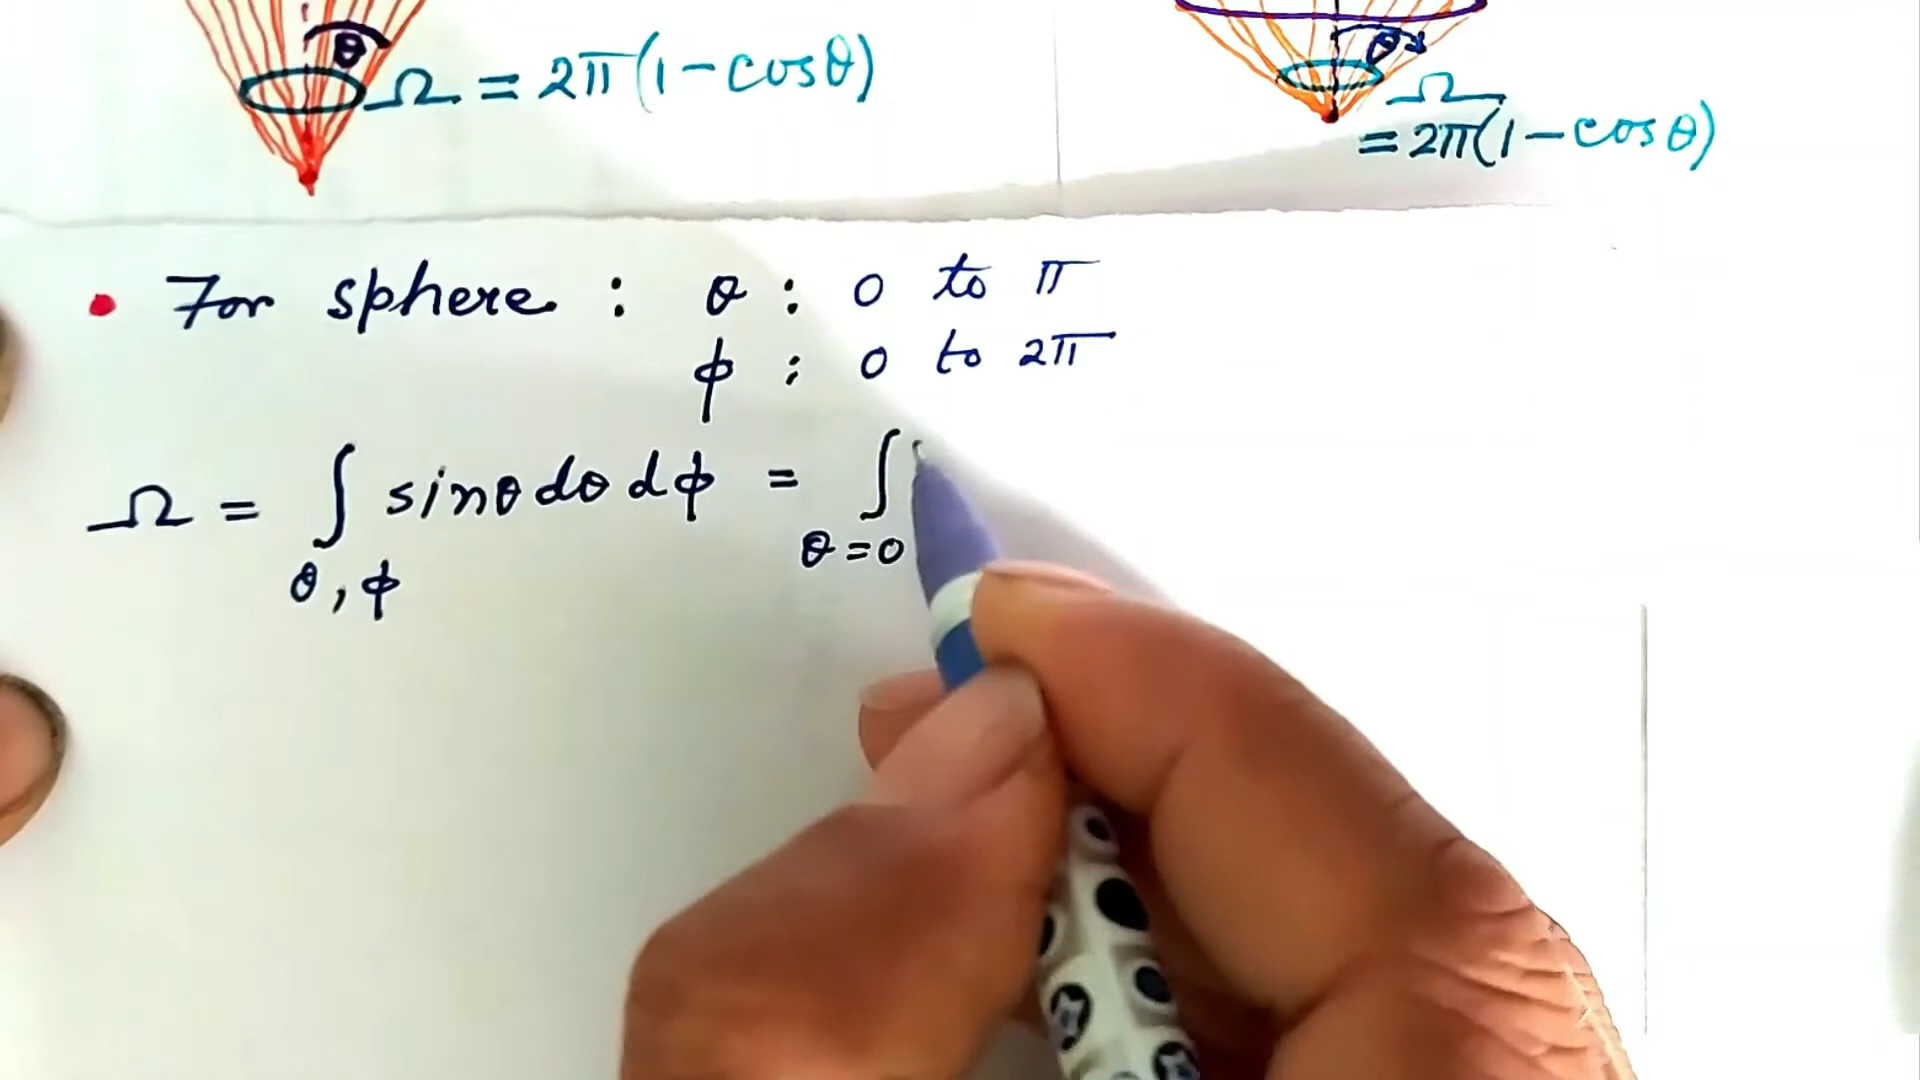 θ
Ω = 2π(1-cosθ)
θ
Ω
= 2π(1-cosθ)
• For sphere : θ : 0 to π
ϕ : 0 to 2π
Ω = ∫ sinθ dθ dϕ = ∫
θ, ϕ θ = 0